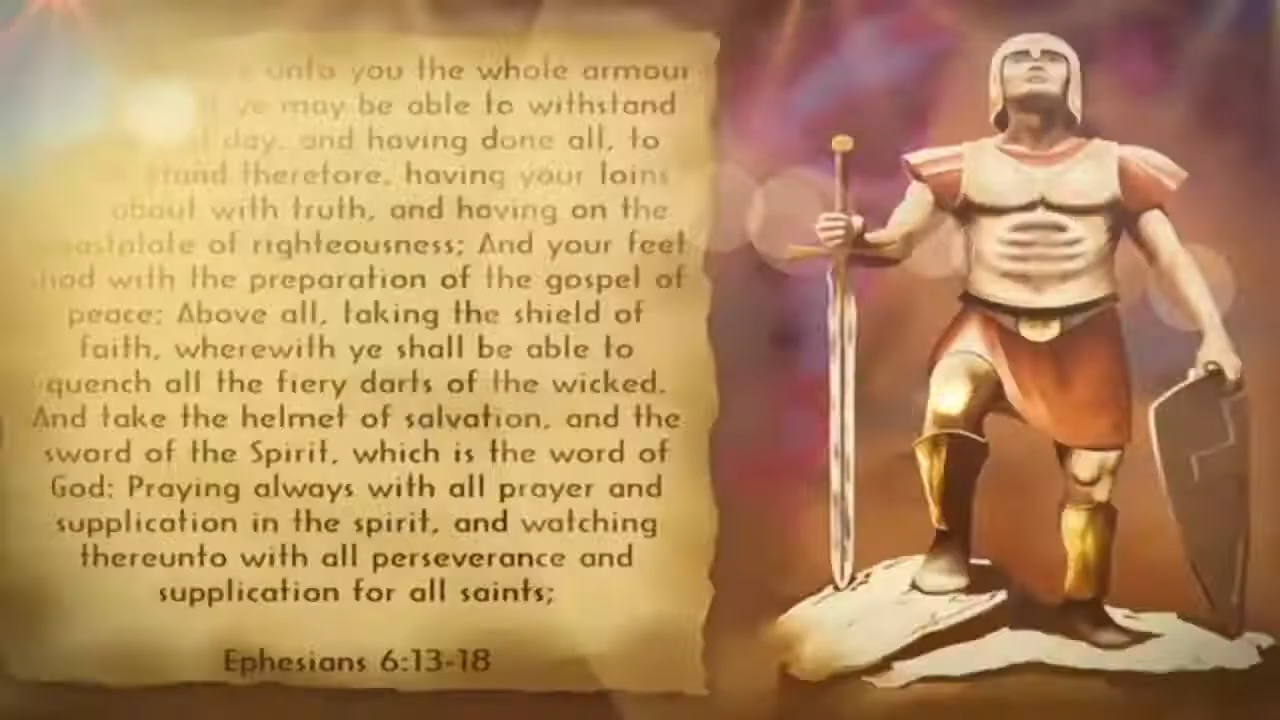 unto you the whole armour
ye may be able to withstand
day, and having done all, to
stand therefore, having your loins
about with truth, and having on the
of righteousness; And your feet
shod with the preparation of the gospel of
peace; Above all, taking the shield of
faith, wherewith ye shall be able to
quench all the fiery darts of the wicked.
And take the helmet of salvation, and the
sword of the Spirit, which is the word of
God: Praying always with all prayer and
supplication in the spirit, and watching
thereunto with all perseverance and
supplication for all saints;
Ephesians 6:13-18